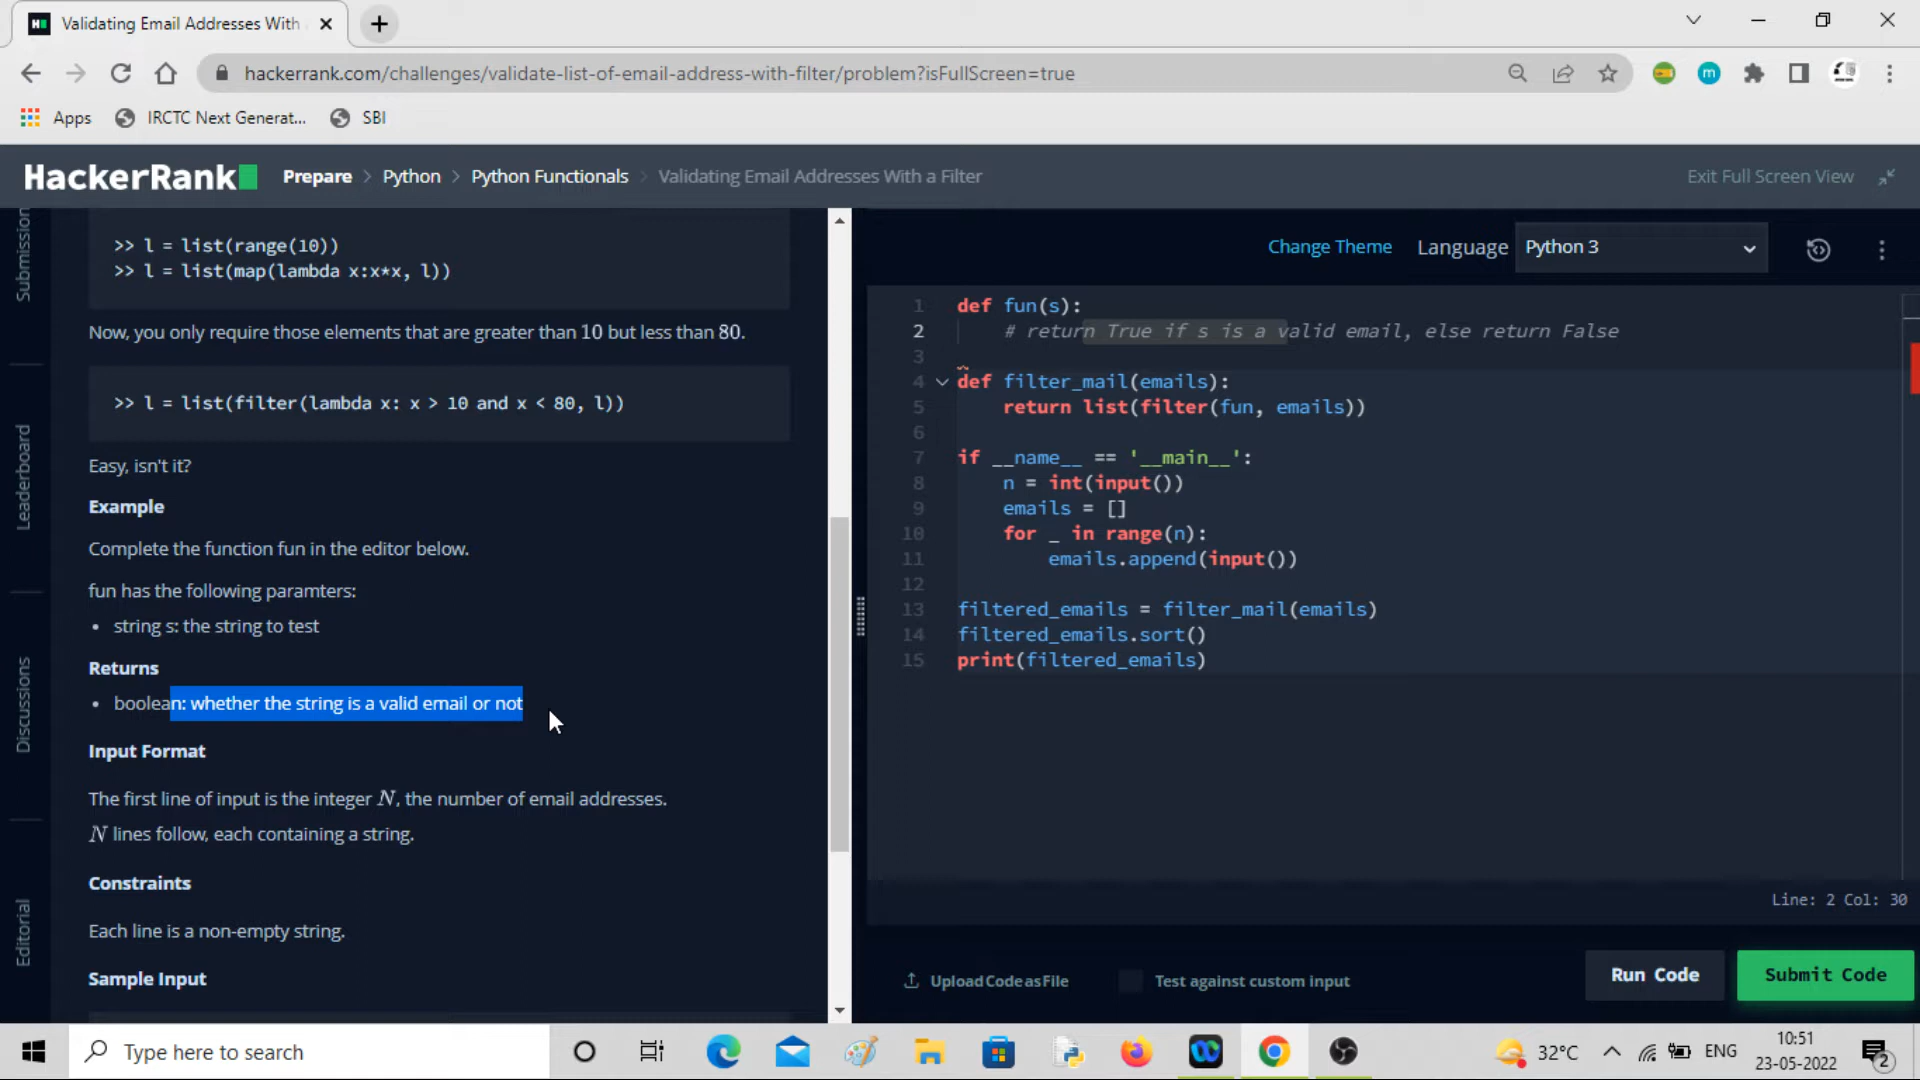 Validating Email Addresses With
hackerrank.com/challenges/validate-list-of-email-address-with-filter/problem?isFullScreen=true
Apps IRCTC Next Generat... SBI
HackerRank Prepare > Python > Python Functionals > Validating Email Addresses With a Filter Exit Full Screen View
Submission
Leaderboard
Discussions
Editorial
>> l = list(range(10))
>> l = list(map(lambda x:x*x, l))
Now, you only require those elements that are greater than 10 but less than 80.
>> l = list(filter(lambda x: x > 10 and x < 80, l))
Easy, isn't it?
Example
Complete the function fun in the editor below.
fun has the following paramters:
• string s: the string to test
Returns
• boolean: whether the string is a valid email or not
Input Format
The first line of input is the integer N, the number of email addresses.
N lines follow, each containing a string.
Constraints
Each line is a non-empty string.
Sample Input
Change Theme Language Python 3
1 def fun(s):
2 # return True if s is a valid email, else return False
3
4 def filter_mail(emails):
5 return list(filter(fun, emails))
6
7 if __name__ == '__main__':
8 n = int(input())
9 emails = []
10 for _ in range(n):
11 emails.append(input())
12
13 filtered_emails = filter_mail(emails)
14 filtered_emails.sort()
15 print(filtered_emails)
Line: 2 Col: 30
Upload Code as File Test against custom input Run Code Submit Code
Type here to search
32°C ENG
10:51
23-05-2022
2